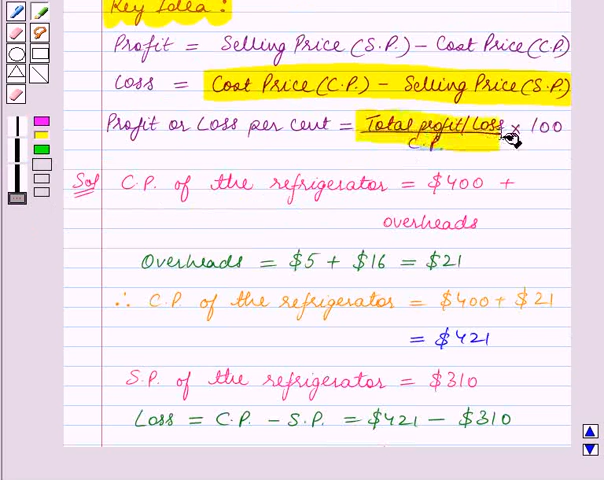 Key Idea:
Profit = Selling Price (S.P.) - Cost Price (C.P.)
Loss = Cost Price (C.P.) - Selling Price (S.P.)
Profit or Loss per cent = Total profit/Loss × 100
C.P.
Sol C.P. of the refrigerator = $400 +
overheads
Overheads = $5 + $16 = $21
∴ C.P. of the refrigerator = $400 + $21
= $421
S.P. of the refrigerator = $310
Loss = C.P. - S.P. = $421 - $310